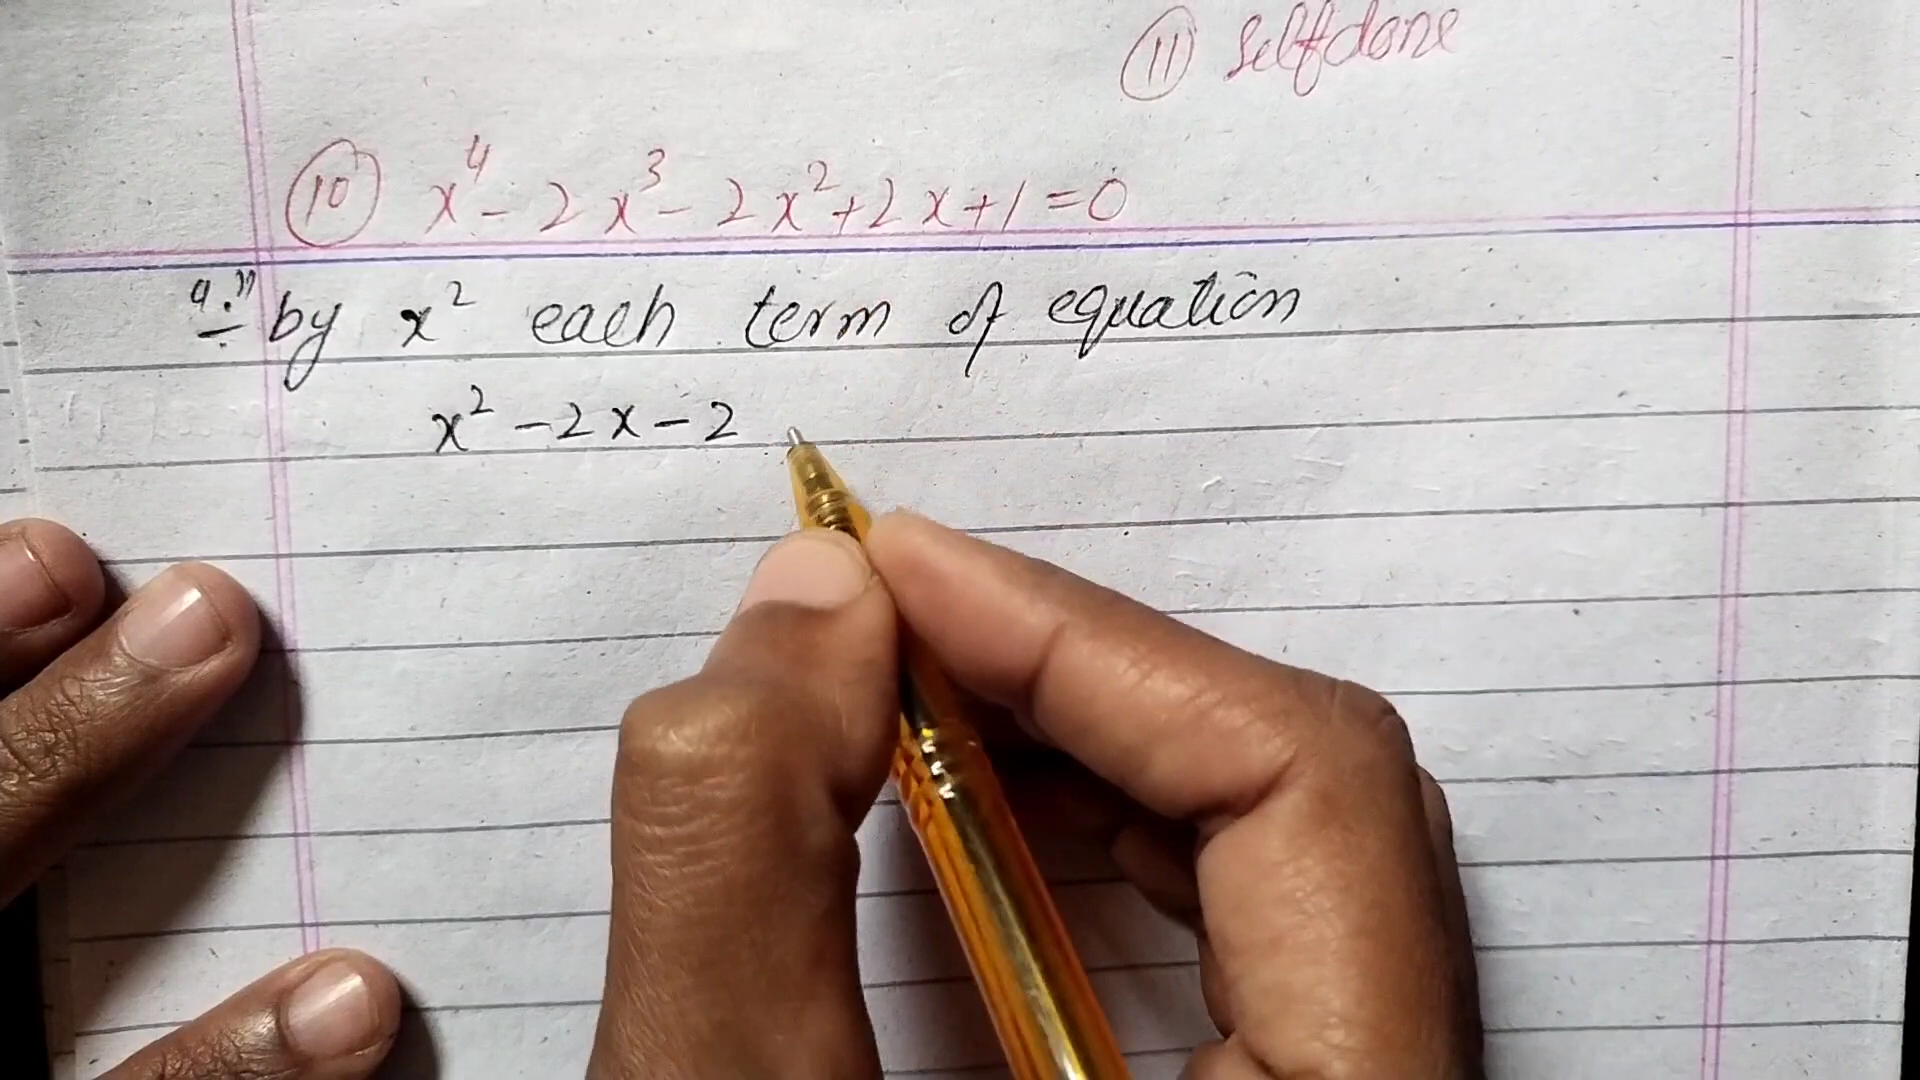 ⑪ Selfdone
⑩ x⁴ - 2x³ - 2x² + 2x + 1 = 0
÷ by x² each term of equation
x² - 2x - 2